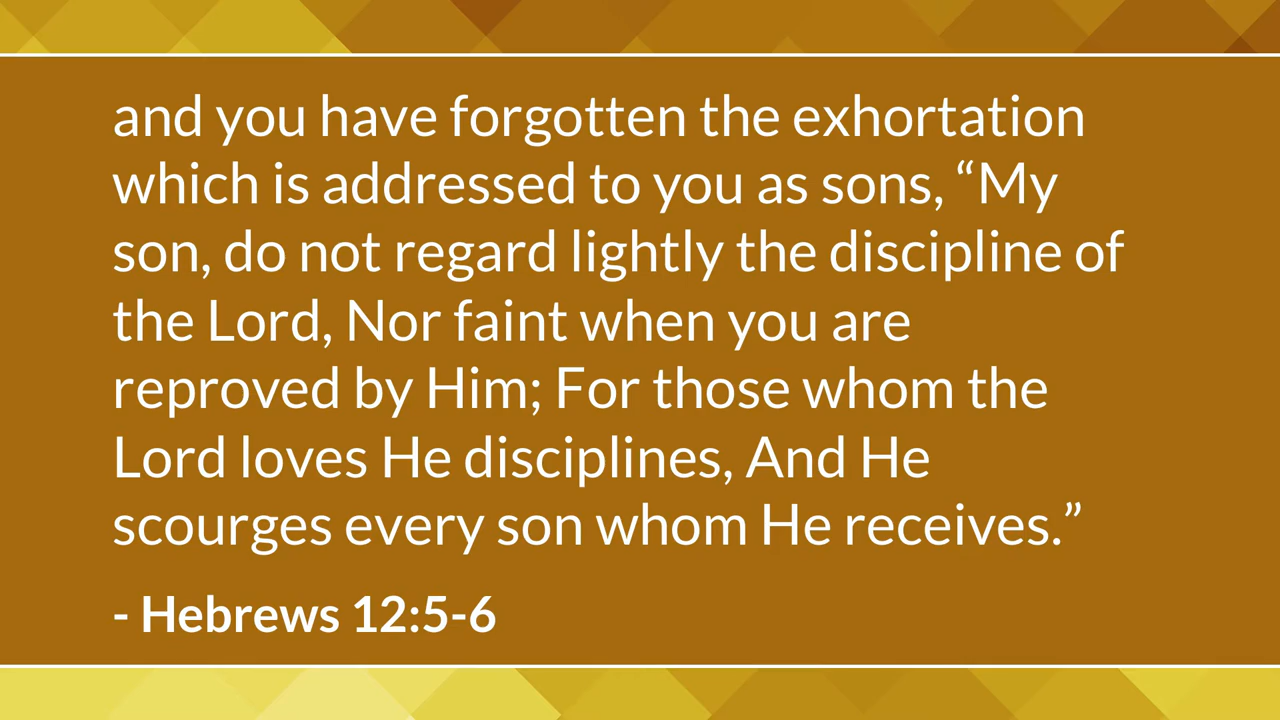 and you have forgotten the exhortation
which is addressed to you as sons, “My
son, do not regard lightly the discipline of
the Lord, Nor faint when you are
reproved by Him; For those whom the
Lord loves He disciplines, And He
scourges every son whom He receives.”
- Hebrews 12:5-6